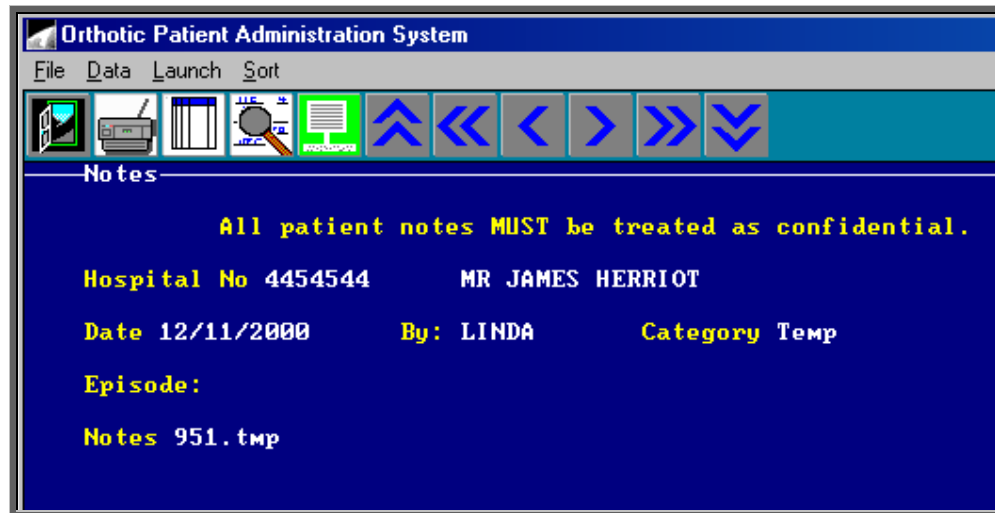 Orthotic Patient Administration System
File Data Launch Sort
Notes
All patient notes MUST be treated as confidential.
Hospital No 4454544 MR JAMES HERRIOT
Date 12/11/2000 By: LINDA Category Temp
Episode:
Notes 951.tmp